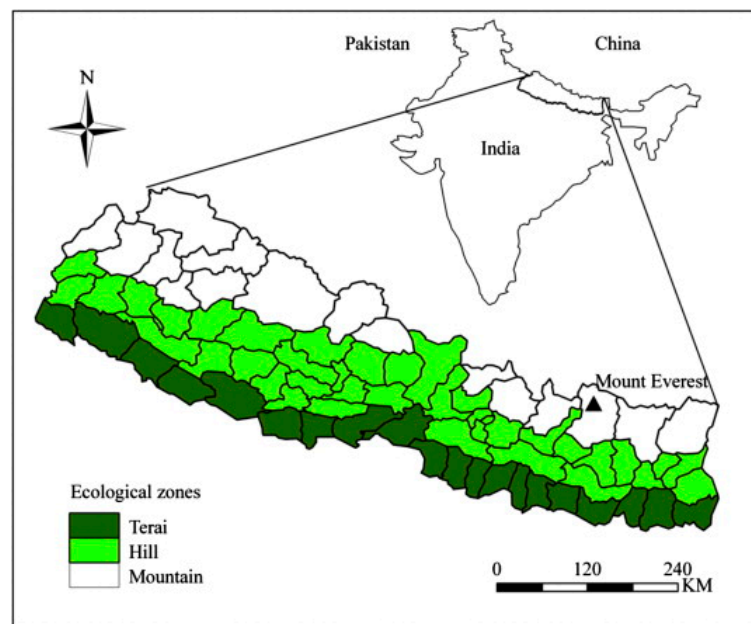 Pakistan China
N
India
Mount Everest
Ecological zones
Terai
Hill
Mountain
0 120 240
KM